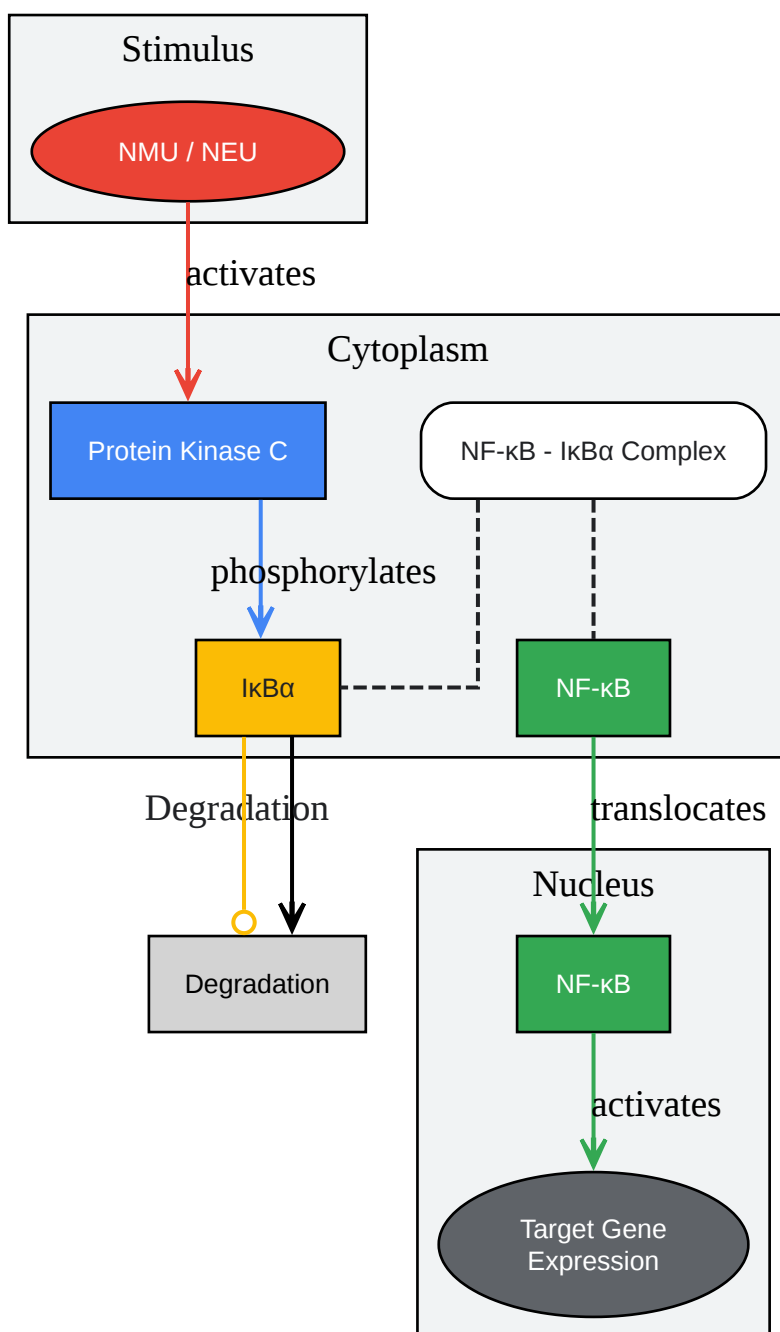 Stimulus
NMU / NEU
activates
Cytoplasm
Protein Kinase C
NF-κB - IκBα Complex
phosphorylates
IκBα
NF-κB
Degradation
translocates
Nucleus
Degradation
NF-κB
activates
Target Gene
Expression